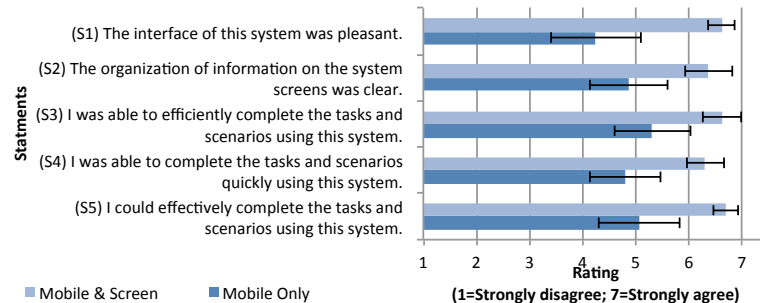 (S1) The interface of this system was pleasant.
(S2) The organization of information on the system
screens was clear.
(S3) I was able to efficiently complete the tasks and
scenarios using this system.
(S4) I was able to complete the tasks and scenarios
quickly using this system.
(S5) I could effectively complete the tasks and
scenarios using this system.
Statments
1 2 3 4 5 6 7
Rating
(1=Strongly disagree; 7=Strongly agree)
Mobile & Screen
Mobile Only